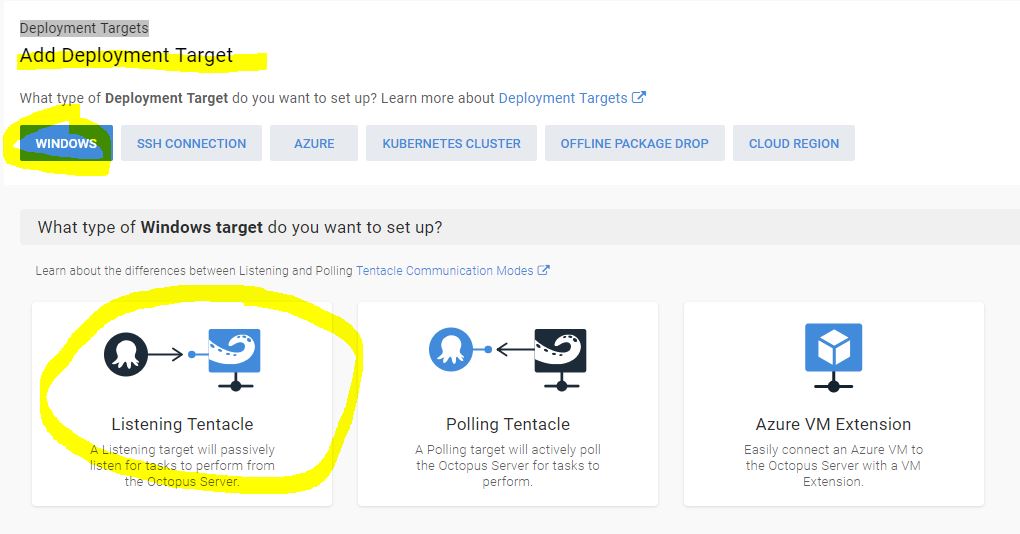 Deployment Targets
Add Deployment Target
What type of Deployment Target do you want to set up? Learn more about Deployment Targets
WINDOWS SSH CONNECTION AZURE KUBERNETES CLUSTER OFFLINE PACKAGE DROP CLOUD REGION
What type of Windows target do you want to set up?
Learn about the differences between Listening and Polling Tentacle Communication Modes
Listening Tentacle
A Listening target will passively
listen for tasks to perform from
the Octopus Server.
Polling Tentacle
A Polling target will actively poll
the Octopus Server for tasks to
perform.
Azure VM Extension
Easily connect an Azure VM to
the Octopus Server with a VM
Extension.